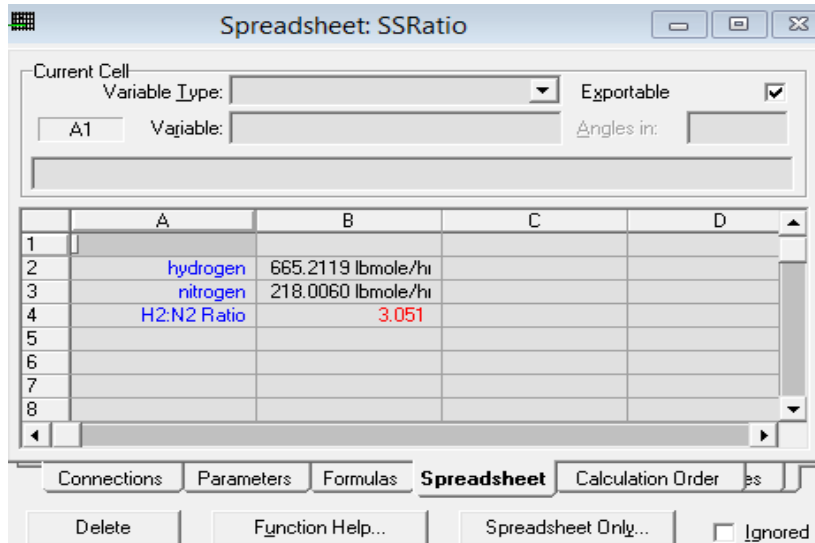 Spreadsheet: SSRatio
Current Cell
Variable Type:
Exportable
A1
Variable:
Angles in:
A B C D
1
2 hydrogen 665.2119 lbmole/hr
3 nitrogen 218.0060 lbmole/hr
4 H2:N2 Ratio 3.051
5
6
7
8
Connections Parameters Formulas Spreadsheet Calculation Order
Delete Function Help... Spreadsheet Only... Ignored